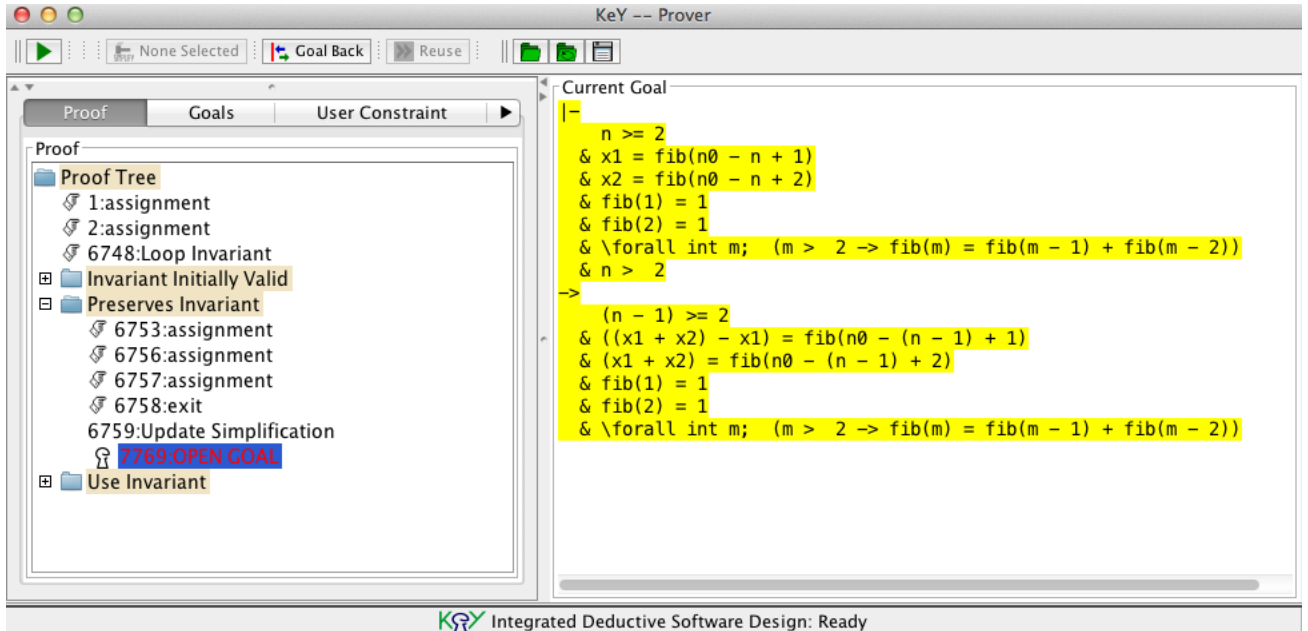 KeY -- Prover
None Selected Goal Back Reuse
Proof Goals User Constraint
Current Goal
Proof
Proof Tree
1:assignment
2:assignment
6748:Loop Invariant
Invariant Initially Valid
Preserves Invariant
6753:assignment
6756:assignment
6757:assignment
6758:exit
6759:Update Simplification
7769:OPEN GOAL
Use Invariant
|-
n >= 2
& x1 = fib(n0 - n + 1)
& x2 = fib(n0 - n + 2)
& fib(1) = 1
& fib(2) = 1
& \forall int m;  (m >  2 -> fib(m) = fib(m - 1) + fib(m - 2))
& n >  2
->
(n - 1) >= 2
& ((x1 + x2) - x1) = fib(n0 - (n - 1) + 1)
& (x1 + x2) = fib(n0 - (n - 1) + 2)
& fib(1) = 1
& fib(2) = 1
& \forall int m;  (m >  2 -> fib(m) = fib(m - 1) + fib(m - 2))
KeY Integrated Deductive Software Design: Ready